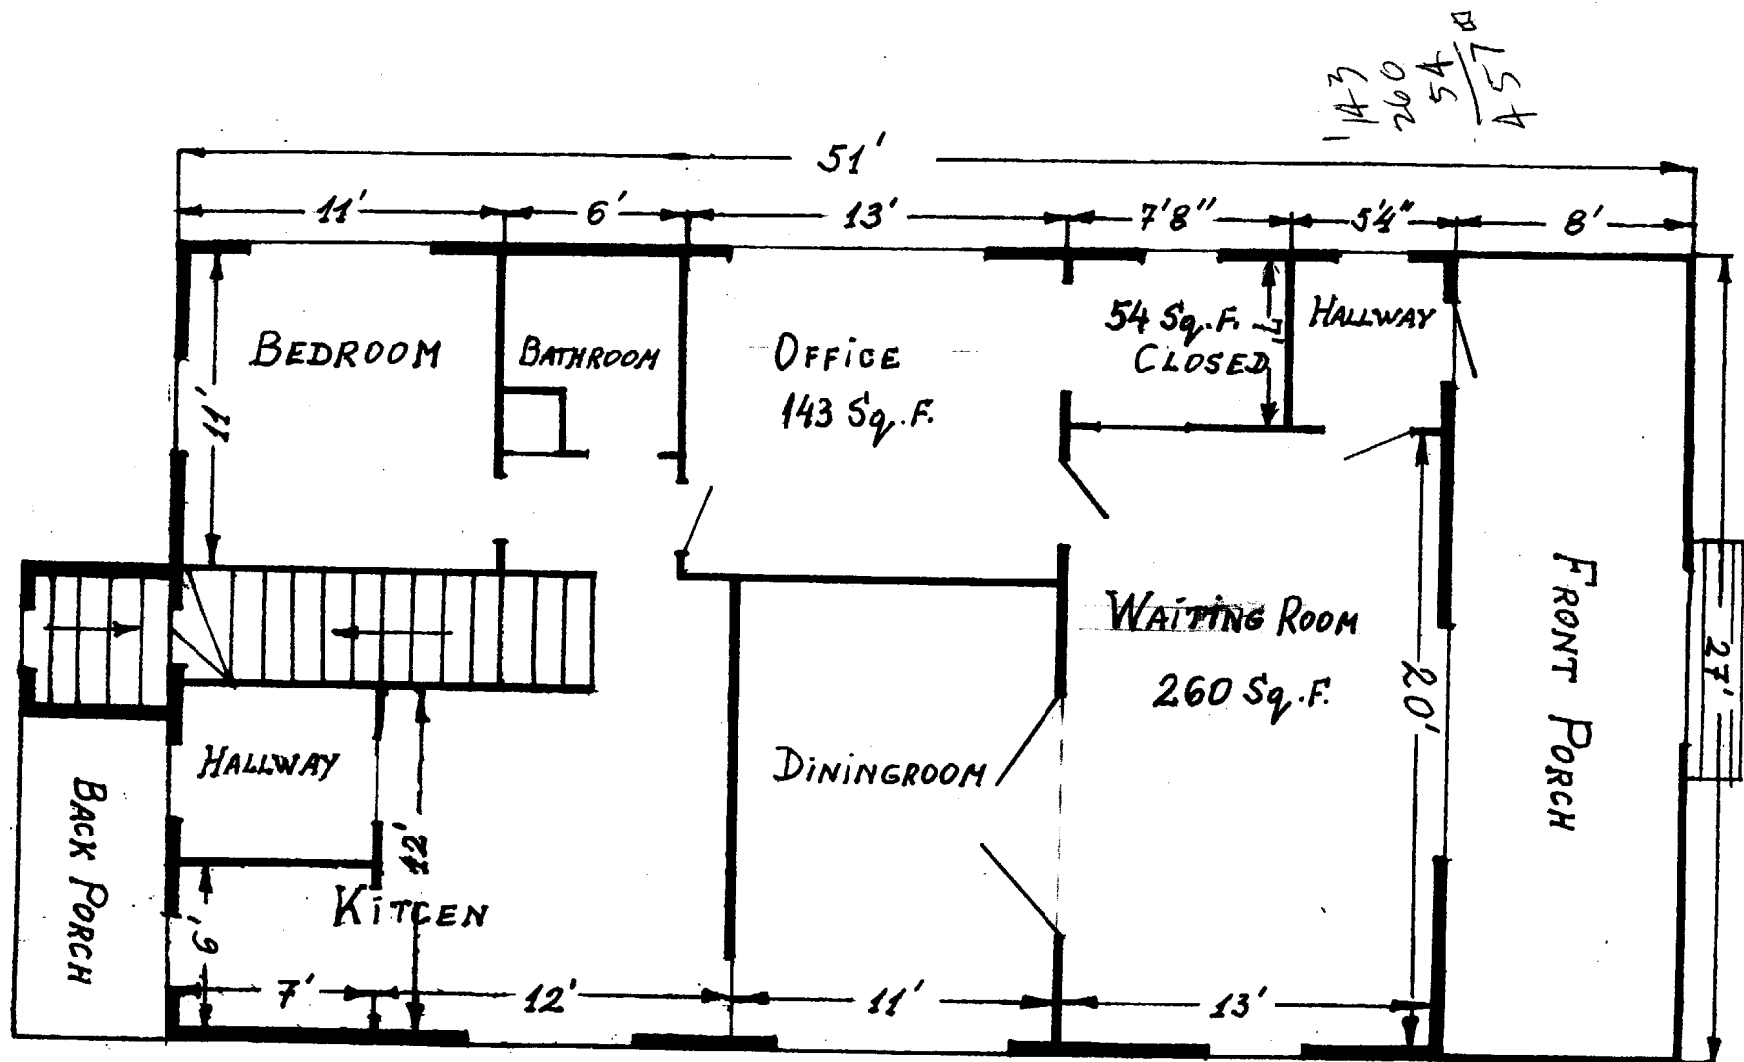 143
260
54
457
51'
11'
6'
13'
7'8"
5'4"
8'
BEDROOM
BATHROOM
OFFiCE
143 Sq.F.
54 Sq.F.
CLOSED
7'
HALLWAY
11'
WAiTiNG ROOM
260 Sq.F.
20'
FRONT PORCH
27'
HALLWAY
DiNiNGROOM
BACK PORCH
12'
KiTCEN
6'
7'
12'
11'
13'